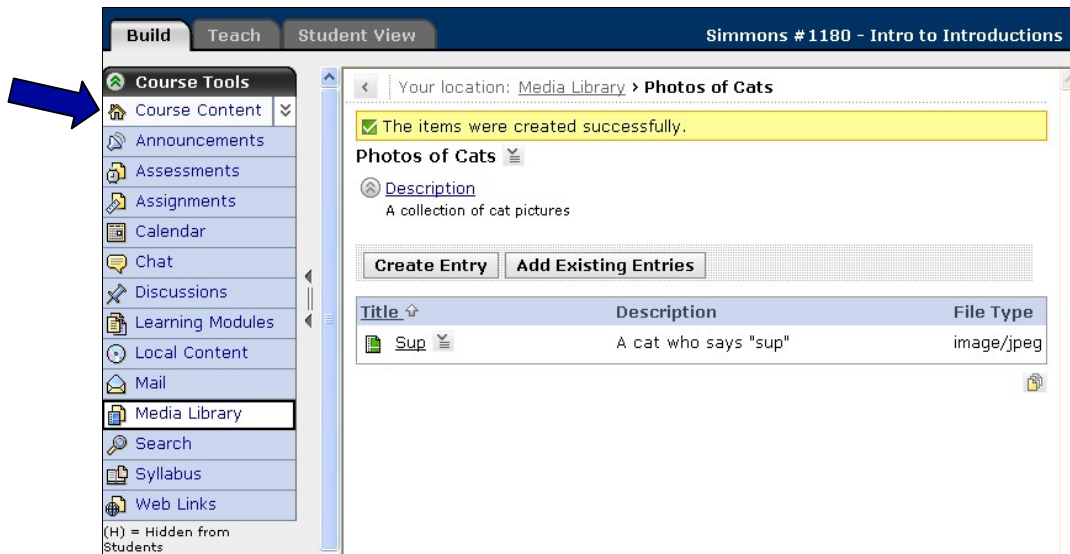 Build Teach Student View Simmons #1180 - Intro to Introductions
Course Tools
Course Content
Announcements
Assessments
Assignments
Calendar
Chat
Discussions
Learning Modules
Local Content
Mail
Media Library
Search
Syllabus
Web Links
(H) = Hidden from
Students
Your location: Media Library › Photos of Cats
The items were created successfully.
Photos of Cats
Description
A collection of cat pictures
Create Entry Add Existing Entries
Title Description File Type
Sup A cat who says "sup" image/jpeg